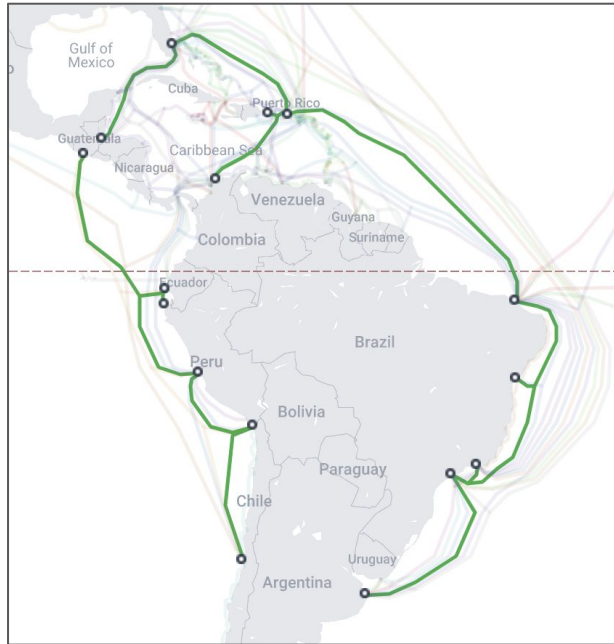 Gulf of
Mexico
Cuba
Puerto Rico
Guatemala
Caribbean Sea
Nicaragua
Venezuela
Guyana
Suriname
Colombia
Ecuador
Brazil
Peru
Bolivia
Paraguay
Chile
Uruguay
Argentina